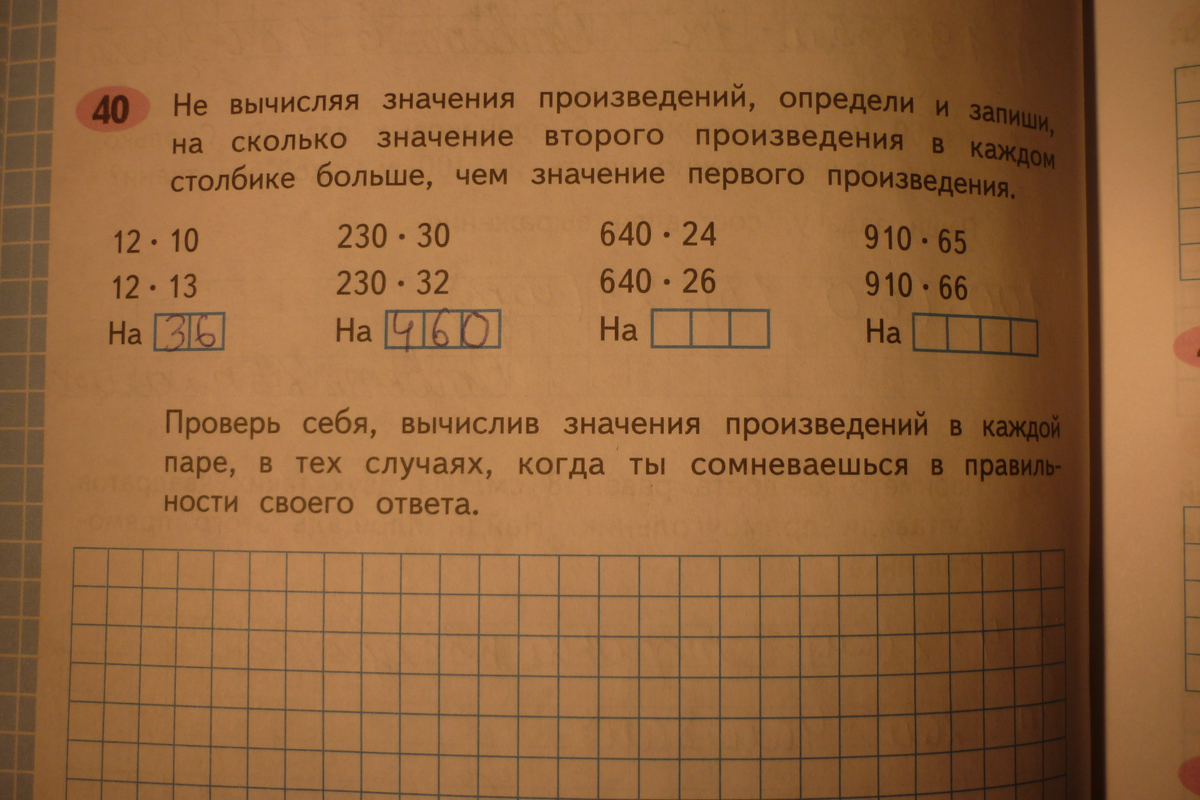 40 Не вычисляя значения произведений, определи и запиши,
на сколько значение второго произведения в каждом
столбике больше, чем значение первого произведения.
12 · 10 230 · 30 640 · 24 910 · 65
12 · 13 230 · 32 640 · 26 910 · 66
На 36 На 460 На На
Проверь себя, вычислив значения произведений в каждой
паре, в тех случаях, когда ты сомневаешься в правиль-
ности своего ответа.